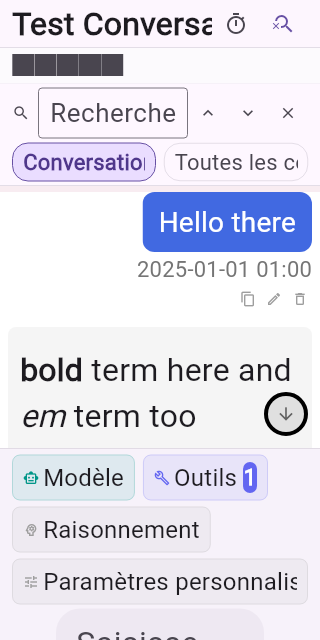 Test Conversa
Recherche
Conversatio
Toutes les c
Hello there
2025-01-01 01:00
bold term here and
em term too
Modèle
Outils 1
Raisonnement
Paramètres personnalis